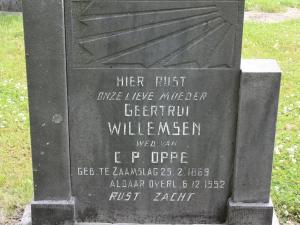 HIER RUST
ONZE LIEVE MOEDER
GEERTRUI
WILLEMSEN
WED. VAN
C. P. OPPE
GEB. TE ZAAMSLAG 25. 2. 1869
ALDAAR OVERL. 6. 12. 1952
RUST ZACHT